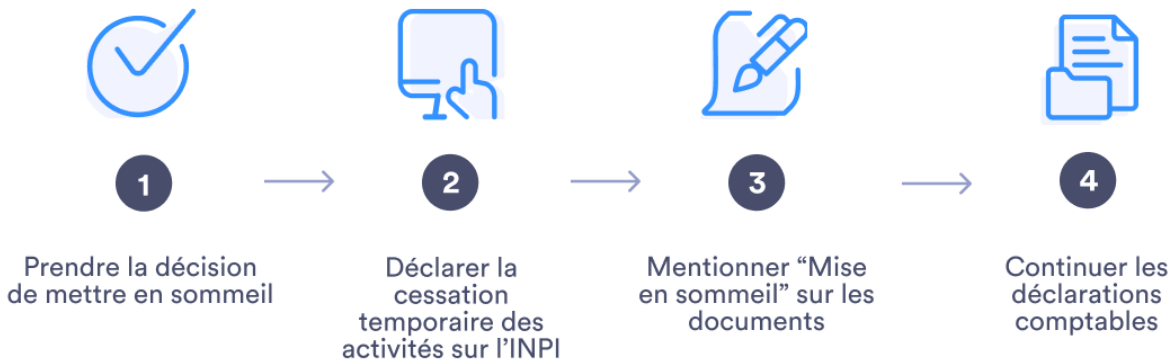 1
Prendre la décision
de mettre en sommeil
2
Déclarer la
cessation
temporaire des
activités sur l’INPI
3
Mentionner “Mise
en sommeil” sur les
documents
4
Continuer les
déclarations
comptables